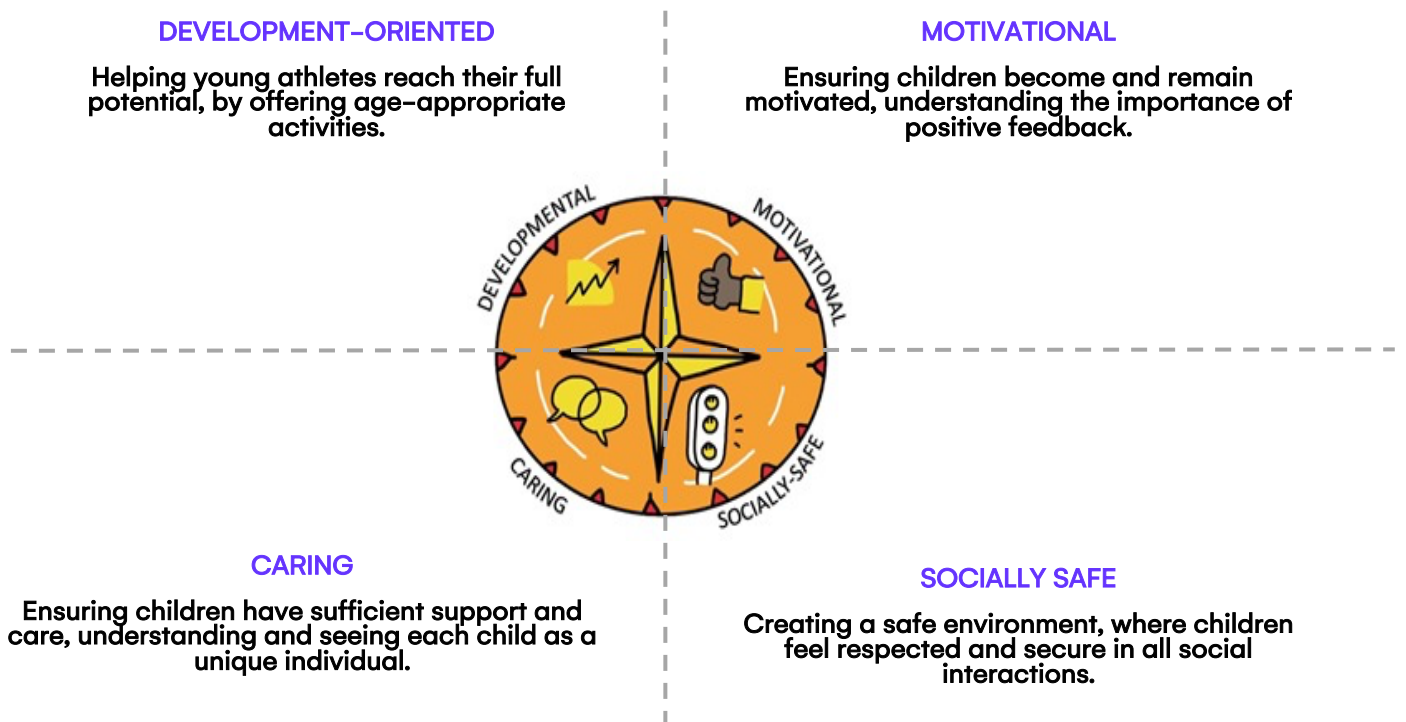 DEVELOPMENT-ORIENTED
Helping young athletes reach their full
potential, by offering age-appropriate
activities.
MOTIVATIONAL
Ensuring children become and remain
motivated, understanding the importance of
positive feedback.
DEVELOPMENTAL
MOTIVATIONAL
CARING
SOCIALLY-SAFE
CARING
Ensuring children have sufficient support and
care, understanding and seeing each child as a
unique individual.
SOCIALLY SAFE
Creating a safe environment, where children
feel respected and secure in all social
interactions.